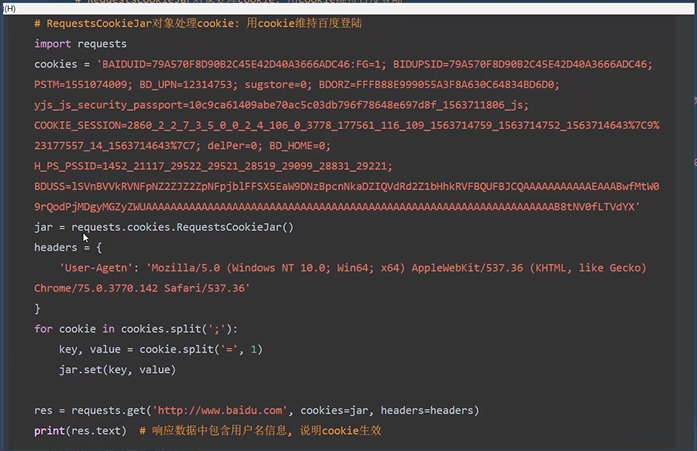 (H)
# RequestsCookieJar对象处理cookie: 用cookie维持百度登陆
import requests
cookies = 'BAIDUID=79A570F8D90B2C45E42D40A3666ADC46:FG=1; BIDUPSID=79A570F8D90B2C45E42D40A3666ADC46;
PSTM=1551074009; BD_UPN=12314753; sugstore=0; BDORZ=FFFB88E999055A3F8A630C64834BD6D0;
yjs_js_security_passport=10c9ca61409abe70ac5c03db796f78648e697d8f_1563711806_js;
COOKIE_SESSION=2860_2_2_7_3_5_0_0_2_4_106_0_3778_177561_116_109_1563714759_1563714752_1563714643%7C9%
23177557_14_1563714643%7C7; delPer=0; BD_HOME=0;
H_PS_PSSID=1452_21117_29522_29521_28519_29099_28831_29221;
jar = requests.cookies.RequestsCookieJar()
headers = {
'User-Agetn': 'Mozilla/5.0 (Windows NT 10.0; Win64; x64) AppleWebKit/537.36 (KHTML, like Gecko)
Chrome/75.0.3770.142 Safari/537.36'
}
for cookie in cookies.split(';'):
key, value = cookie.split('=', 1)
jar.set(key, value)
res = requests.get('http://www.baidu.com', cookies=jar, headers=headers)
print(res.text) # 响应数据中包含用户名信息, 说明cookie生效